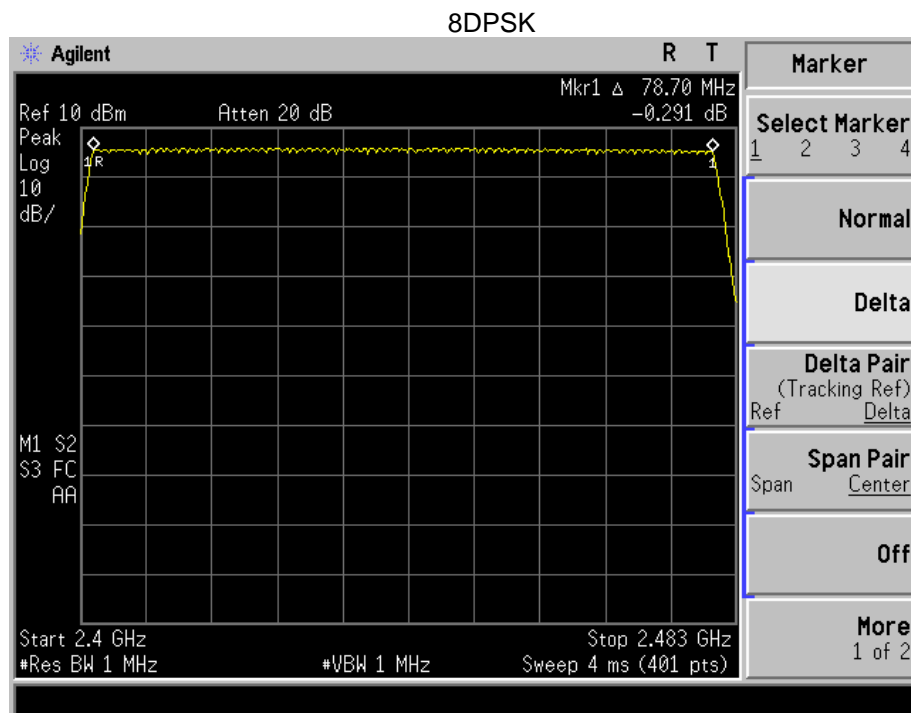 8DPSK
Agilent R T
Mkr1 Δ 78.70 MHz
Ref 10 dBm Atten 20 dB -0.291 dB
Peak
Log
10
dB/
1R
1
M1 S2
S3 FC
AA
Start 2.4 GHz Stop 2.483 GHz
#Res BW 1 MHz #VBW 1 MHz Sweep 4 ms (401 pts)
Marker
Select Marker
1 2 3 4
Normal
Delta
Delta Pair
(Tracking Ref)
Ref Delta
Span Pair
Span Center
Off
More
1 of 2